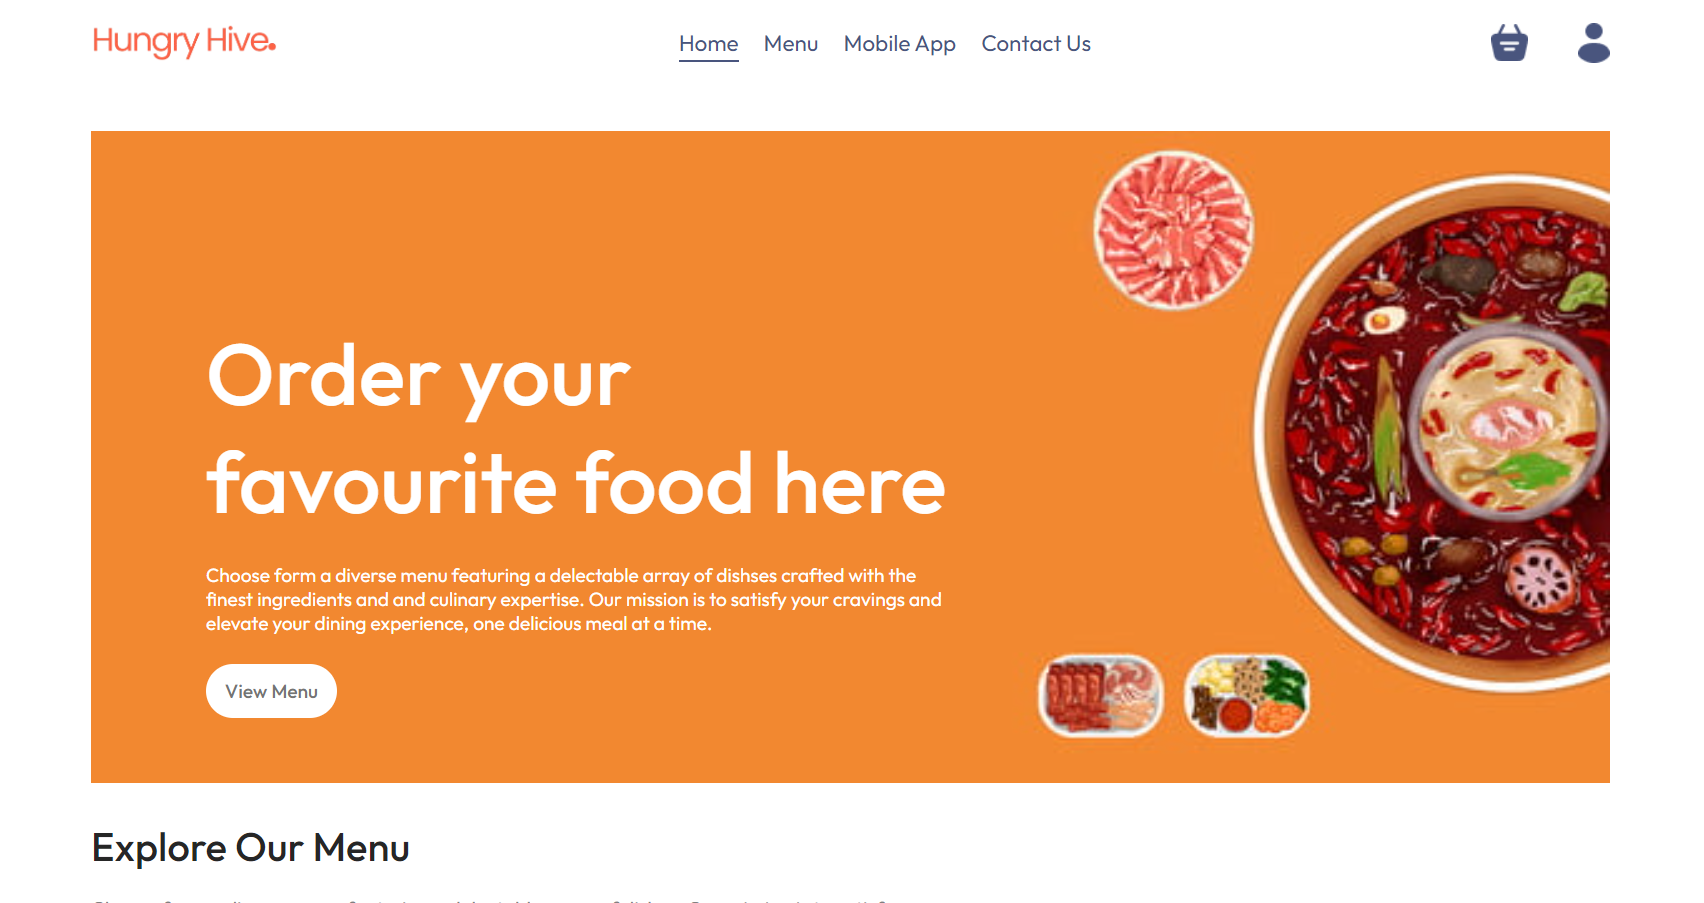 Hungry Hive.
Home Menu Mobile App Contact Us
Order your
favourite food here
Choose form a diverse menu featuring a delectable array of dishses crafted with the
finest ingredients and and culinary expertise. Our mission is to satisfy your cravings and
elevate your dining experience, one delicious meal at a time.
View Menu
Explore Our Menu